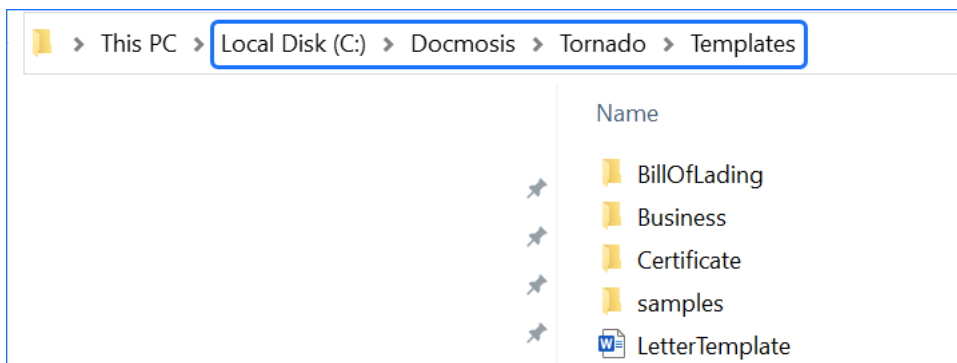 This PC > Local Disk (C:) > Docmosis > Tornado > Templates
Name
BillOfLading
Business
Certificate
samples
LetterTemplate